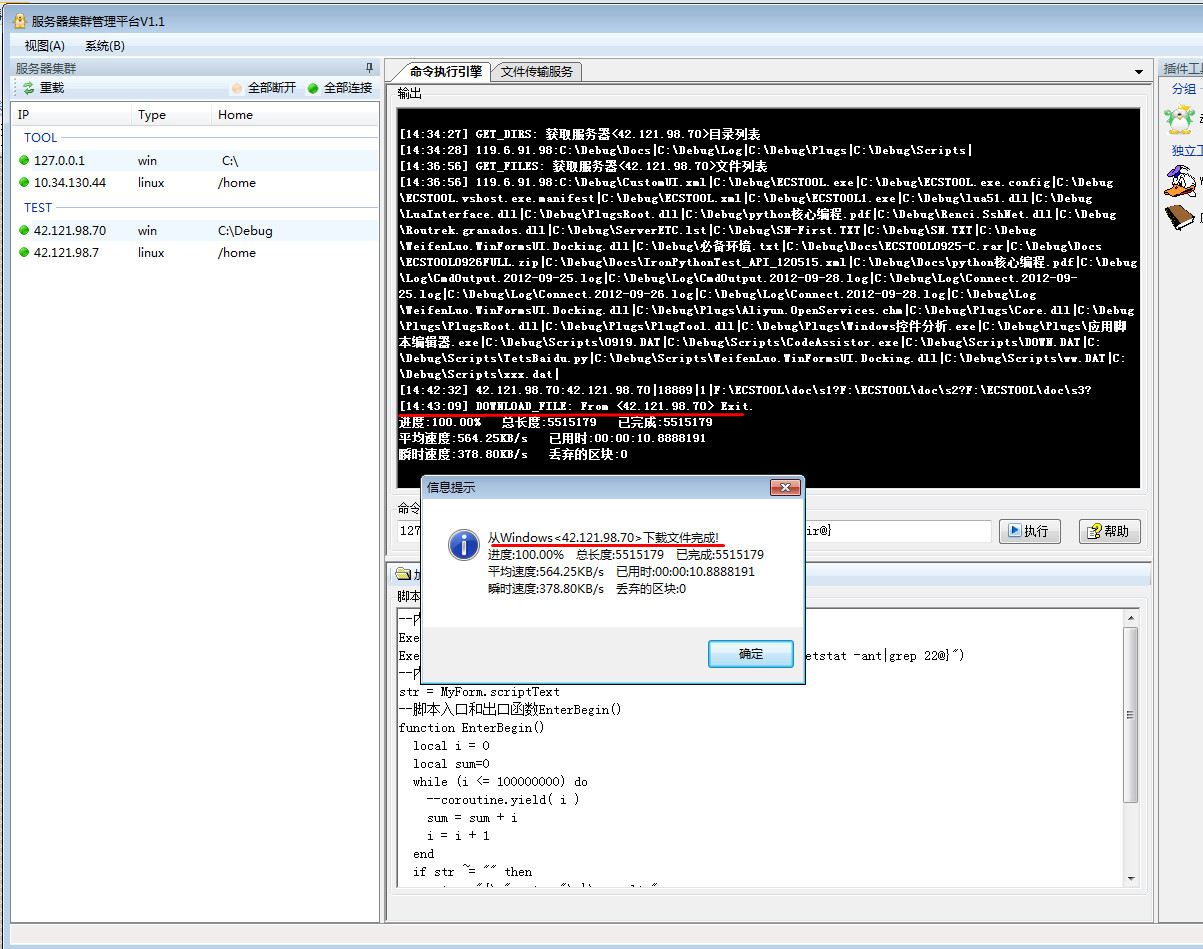 服务器集群管理平台V1.1
视图(A) 系统(B)
服务器集群
重载 全部断开 全部连接
IP Type Home
TOOL
127.0.0.1 win C:\
10.34.130.44 linux /home
TEST
42.121.98.70 win C:\Debug
42.121.98.7 linux /home
命令执行引擎 文件传输服务
输出
[14:34:27] GET_DIRS: 获取服务器<42.121.98.70>目录列表
[14:34:28] 119.6.91.98:C:\Debug\Docs|C:\Debug\Log|C:\Debug\Plugs|C:\Debug\Scripts|
[14:36:56] GET_FILES: 获取服务器<42.121.98.70>文件列表
[14:36:56] 119.6.91.98:C:\Debug\CustomUI.xml|C:\Debug\ECSTOOL.exe|C:\Debug\ECSTOOL.exe.config|C:\Debug
\ECSTOOL.vshost.exe.manifest|C:\Debug\ECSTOOL.xml|C:\Debug\ECSTOOL1.exe|C:\Debug\lua51.dll|C:\Debug
\LuaInterface.dll|C:\Debug\PlugsRoot.dll|C:\Debug\python核心编程.pdf|C:\Debug\Renci.SshNet.dll|C:\Debug
\Routrek.granados.dll|C:\Debug\ServerETC.lst|C:\Debug\SN-First.TXT|C:\Debug\SN.TXT|C:\Debug
\WeifenLuo.WinFormsUI.Docking.dll|C:\Debug\必备环境.txt|C:\Debug\Docs\ECSTOOL0925-C.rar|C:\Debug\Docs
\ECSTOOL0926FULL.zip|C:\Debug\Docs\IronPythonTest_API_120515.xml|C:\Debug\Docs\python核心编程.pdf|C:\Debug
\Log\CmdOutput.2012-09-25.log|C:\Debug\Log\CmdOutput.2012-09-28.log|C:\Debug\Log\Connect.2012-09-
25.log|C:\Debug\Log\Connect.2012-09-26.log|C:\Debug\Log\Connect.2012-09-28.log|C:\Debug\Log
\WeifenLuo.WinFormsUI.Docking.dll|C:\Debug\Plugs\Aliyun.OpenServices.chm|C:\Debug\Plugs\Core.dll|C:\Debug
\Plugs\PlugsRoot.dll|C:\Debug\Plugs\PlugTool.dll|C:\Debug\Plugs\Windows控件分析.exe|C:\Debug\Plugs\应用脚
本编辑器.exe|C:\Debug\Scripts\0919.DAT|C:\Debug\Scripts\CodeAssistor.exe|C:\Debug\Scripts\DOWN.DAT|C:
\Debug\Scripts\TetsBaidu.py|C:\Debug\Scripts\WeifenLuo.WinFormsUI.Docking.dll|C:\Debug\Scripts\ww.DAT|C:
\Debug\Scripts\xxx.dat|
[14:42:32] 42.121.98.70:42.121.98.70|18889|1|F:\ECSTOOL\doc\s1?F:\ECSTOOL\doc\s2?F:\ECSTOOL\doc\s3?
[14:43:09] DOWNLOAD_FILE: From <42.121.98.70> Exit.
进度:100.00% 总长度:5515179 已完成:5515179
平均速度:564.25KB/s 已用时:00:00:10.8888191
瞬时速度:378.80KB/s 丢弃的区块:0
信息提示
从Windows<42.121.98.70>下载文件完成!
进度:100.00% 总长度:5515179 已完成:5515179
平均速度:564.25KB/s 已用时:00:00:10.8888191
瞬时速度:378.80KB/s 丢弃的区块:0
确定
命令
127 ir@} 执行 帮助
脚本
Exe
Exe etstat -ant|grep 22@}")
str = MyForm.scriptText
--脚本入口和出口函数EnterBegin()
function EnterBegin()
local i = 0
local sum=0
while (i <= 100000000) do
--coroutine.yield( i )
sum = sum + i
i = i + 1
end
if str ~= "" then
插件工具
分组
独立工